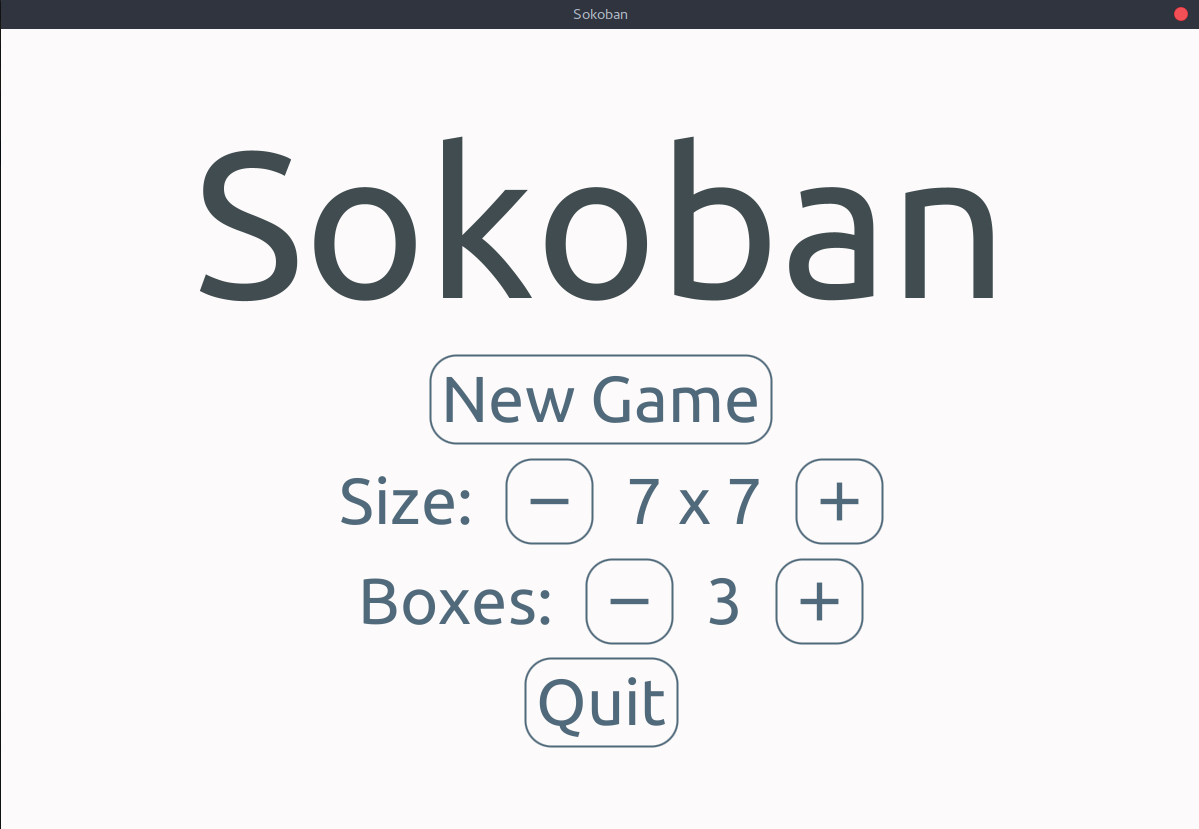 Sokoban
Sokoban
New Game
Size: − 7 x 7 +
Boxes: − 3 +
Quit